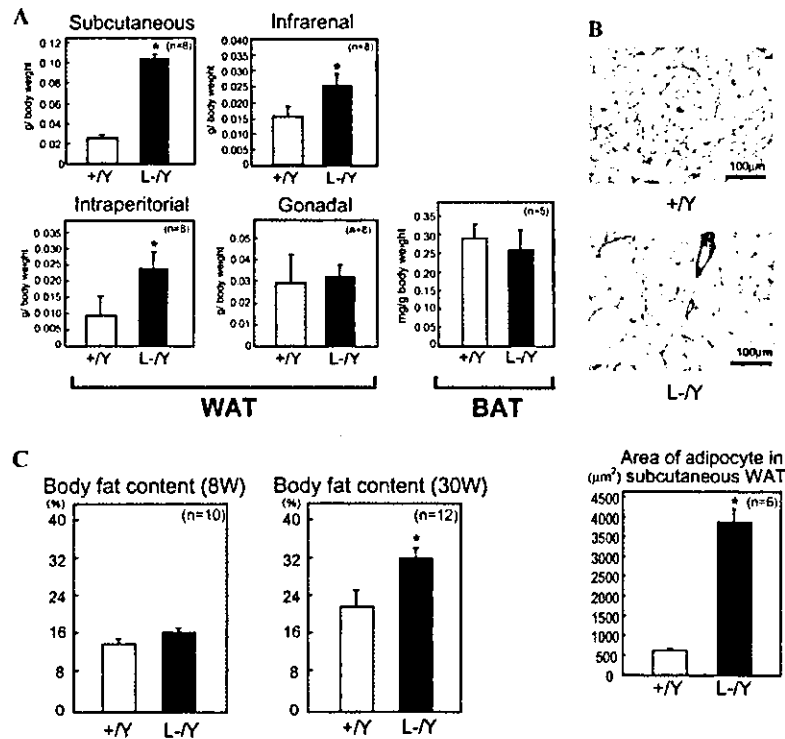 A
Subcutaneous
(n=8)
*
g/ body weight
0.12
0.10
0.08
0.06
0.04
0.02
0
+/Y
L-/Y
Infrarenal
(n=8)
*
g/ body weight
0.040
0.035
0.030
0.025
0.020
0.015
0.010
0.005
0.000
+/Y
L-/Y
Intraperitorial
(n=8)
*
g/ body weight
0.035
0.030
0.025
0.020
0.015
0.010
0.005
0
+/Y
L-/Y
Gonadal
g/ body weight
0.05
0.04
0.03
0.02
0.01
0
+/Y
L-/Y
(n=5)
mg/g body weight
0.35
0.30
0.25
0.20
0.15
0.10
0.05
0
+/Y
L-/Y
WAT
BAT
B
100μm
+/Y
100μm
L-/Y
Area of adipocyte in
(μm²) subcutaneous WAT
(n=6)
*
4500
4000
3500
3000
2500
2000
1500
1000
500
0
+/Y
L-/Y
C
Body fat content (8W)
(%)
(n=10)
40
32
24
16
8
0
+/Y
L-/Y
Body fat content (30W)
(%)
(n=12)
*
40
32
24
16
8
0
+/Y
L-/Y